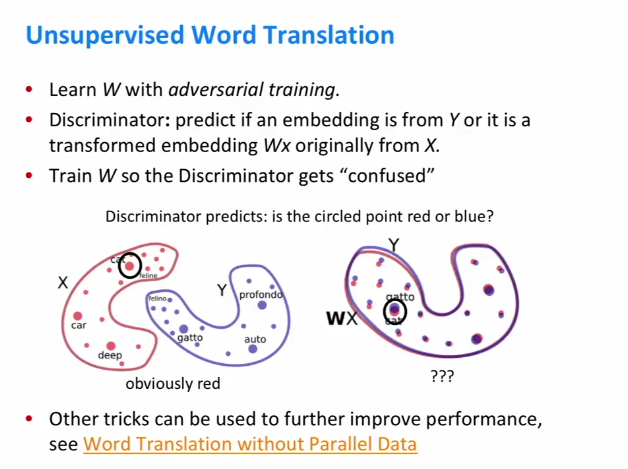 Unsupervised Word Translation
• Learn W with adversarial training.
• Discriminator: predict if an embedding is from Y or it is a
transformed embedding Wx originally from X.
• Train W so the Discriminator gets “confused”
Discriminator predicts: is the circled point red or blue?
X
cat
feline
car
deep
Y
felino
profondo
gatto
auto
obviously red
Y
WX
gatto
cat
???
• Other tricks can be used to further improve performance,
see Word Translation without Parallel Data